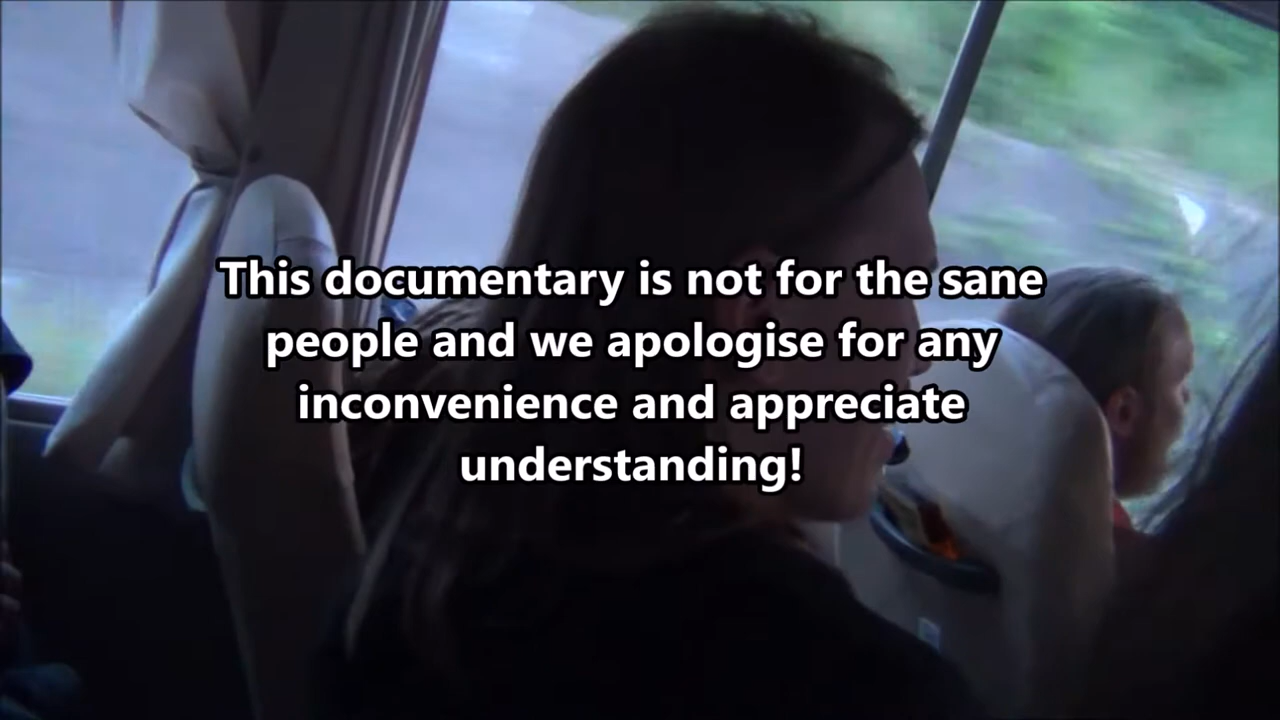 This documentary is not for the sane
people and we apologise for any
inconvenience and appreciate
understanding!